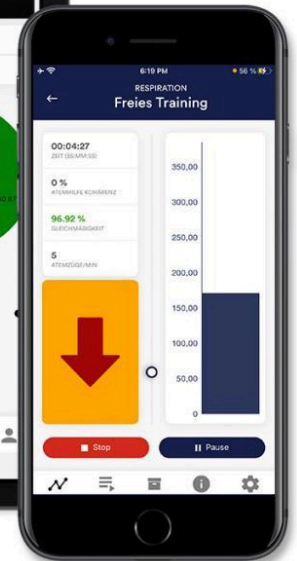 6:19 PM
56 %
RESPIRATION
Freies Training
00:04:27
ZEIT (SS:MM:SS)
0 %
ATEMHILFE KOHÄRENZ
96.92 %
GLEICHMÄßIGKEIT
5
ATEMZÜGE/MIN
350,00
300,00
250,00
200,00
150,00
100,00
50,00
0
Stop
Pause